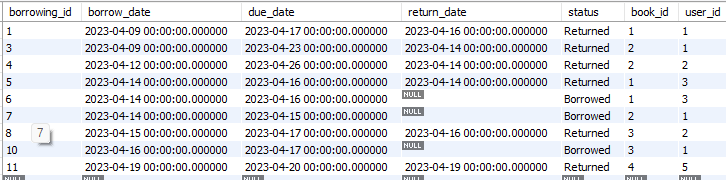 borrowing_id borrow_date due_date return_date status book_id user_id
1 2023-04-09 00:00:00.000000 2023-04-17 00:00:00.000000 2023-04-16 00:00:00.000000 Returned 1 1
3 2023-04-09 00:00:00.000000 2023-04-23 00:00:00.000000 2023-04-14 00:00:00.000000 Returned 2 1
4 2023-04-12 00:00:00.000000 2023-04-26 00:00:00.000000 2023-04-14 00:00:00.000000 Returned 2 2
5 2023-04-14 00:00:00.000000 2023-04-16 00:00:00.000000 2023-04-14 00:00:00.000000 Returned 1 3
6 2023-04-14 00:00:00.000000 2023-04-16 00:00:00.000000 NULL Borrowed 1 3
7 2023-04-14 00:00:00.000000 2023-04-15 00:00:00.000000 NULL Borrowed 2 1
8 7 2023-04-15 00:00:00.000000 2023-04-17 00:00:00.000000 2023-04-16 00:00:00.000000 Returned 3 2
10 2023-04-16 00:00:00.000000 2023-04-17 00:00:00.000000 NULL Borrowed 3 1
11 2023-04-19 00:00:00.000000 2023-04-20 00:00:00.000000 2023-04-19 00:00:00.000000 Returned 4 5
NULL NULL NULL NULL NULL NULL NULL